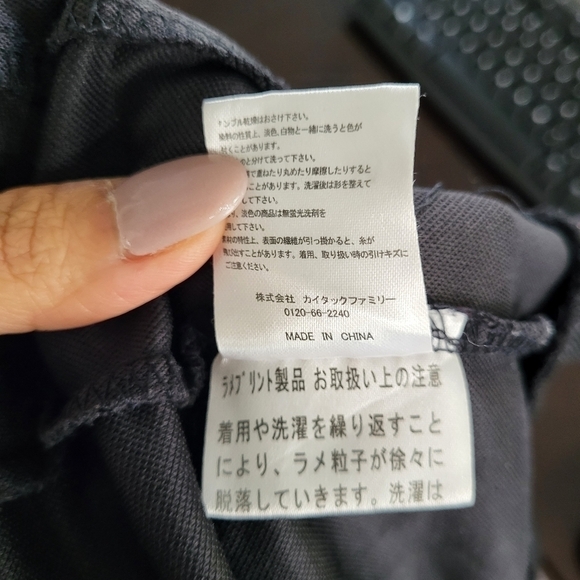 タンブル乾燥はおさけ下さい。
染料の性質上、淡色、白物と一緒に洗うと色が
くことがあります。
のと分けて洗って下さい。
で重ねたり丸めたり摩擦したりすると
ことがあります。洗濯後は形を整えて
して下さい。
、淡色の商品は無蛍光洗剤を
用して下さい。
素材の特性上、表面の繊維が引っ掛かると、糸が
び出すことがあります。着用、取り扱い時の引けキズに
ご注意ください。
株式会社 カイタックファミリー
0120-66-2240
MADE IN CHINA
ラメプリント製品 お取扱い上の注意
着用や洗濯を繰り返すこと
により、ラメ粒子が徐々に
脱落していきます。洗濯は